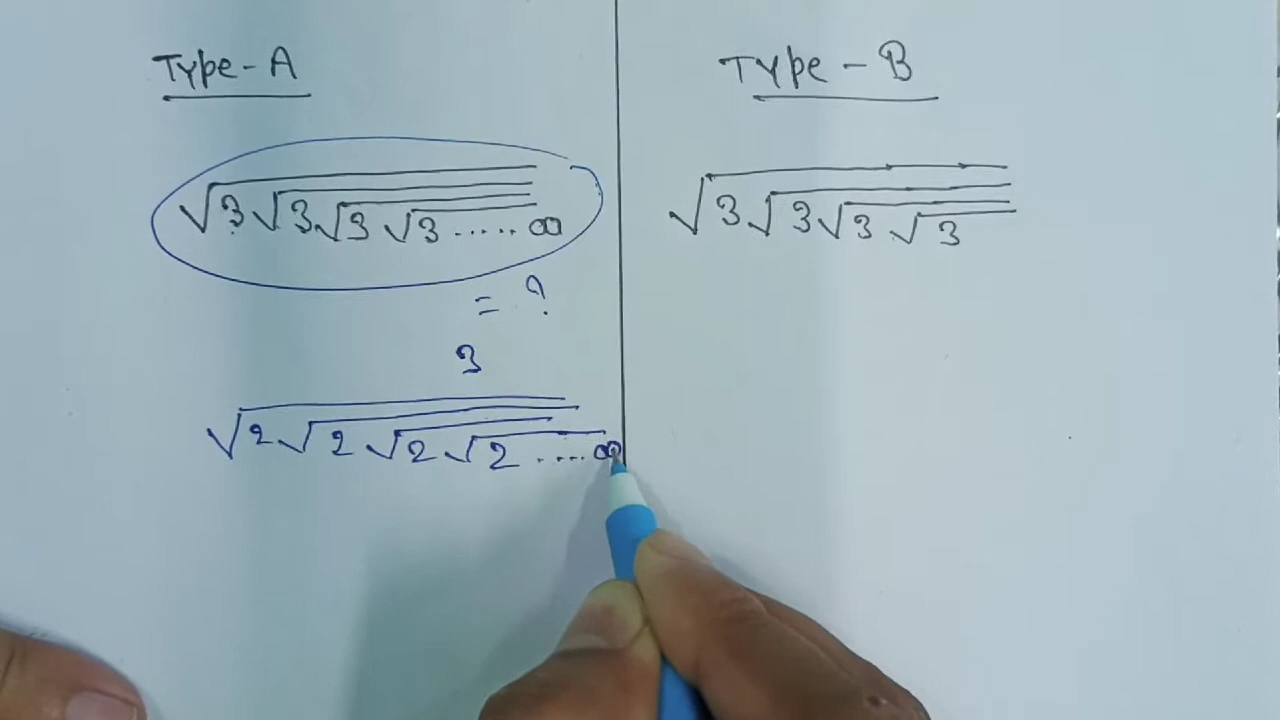 Type-A
√3√3√3√3.....∞
= ?
3
√2√2√2√2.....∞
Type-B
√3√3√3√3